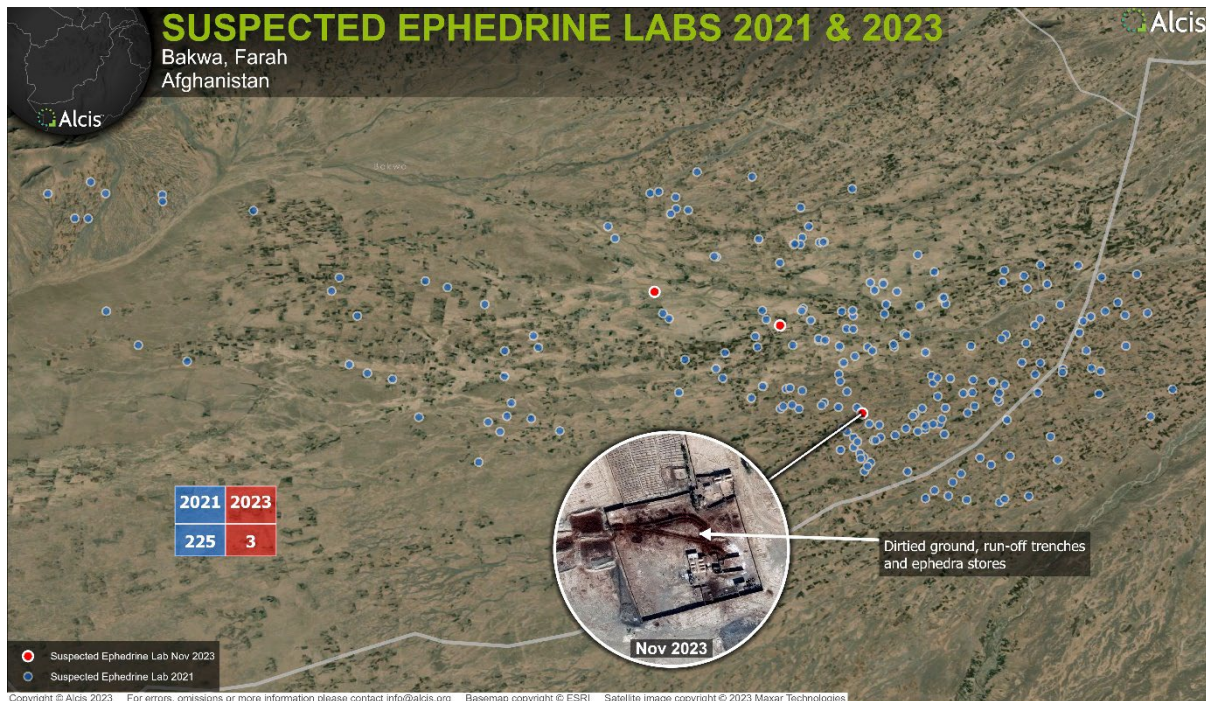 SUSPECTED EPHEDRINE LABS 2021 & 2023
Bakwa, Farah
Afghanistan
Alcis
Alcis
2021 2023
225 3
Dirtied ground, run-off trenches
and ephedra stores
Nov 2023
Suspected Ephedrine Lab Nov 2023
Suspected Ephedrine Lab 2021
Copyright © Alcis 2023 For errors, omissions or more information please contact info@alcis.org Basemap copyright © ESRI Satellite image copyright © 2023 Maxar Technologies